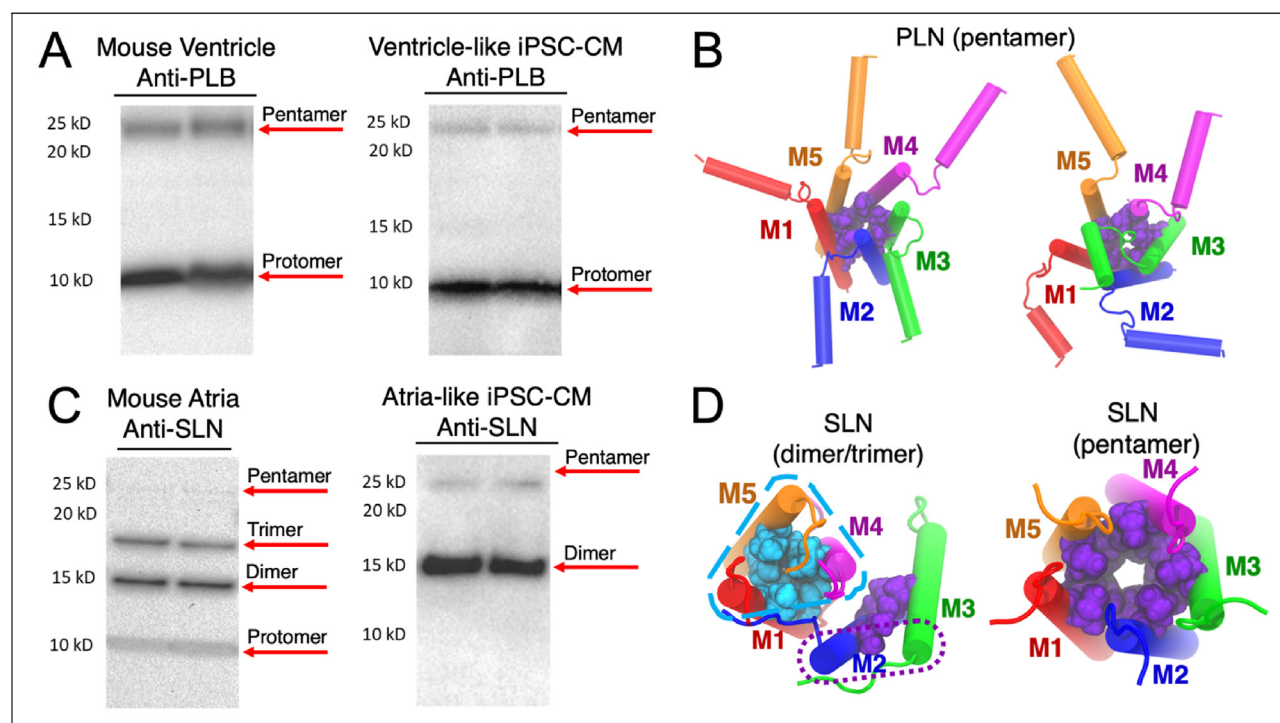 A
Mouse Ventricle
Anti-PLB
25 kD
20 kD
15 kD
10 kD
Pentamer
Protomer
Ventricle-like iPSC-CM
Anti-PLB
25 kD
20 kD
15 kD
10 kD
Pentamer
Protomer
B
PLN (pentamer)
M5
M4
M1
M3
M2
M5
M4
M3
M1
M2
C
Mouse Atria
Anti-SLN
25 kD
20 kD
15 kD
10 kD
Pentamer
Trimer
Dimer
Protomer
Atria-like iPSC-CM
Anti-SLN
25 kD
20 kD
15 kD
10 kD
Pentamer
Dimer
D
SLN
(dimer/trimer)
M5
M4
M3
M1
M2
SLN
(pentamer)
M4
M5
M3
M1
M2